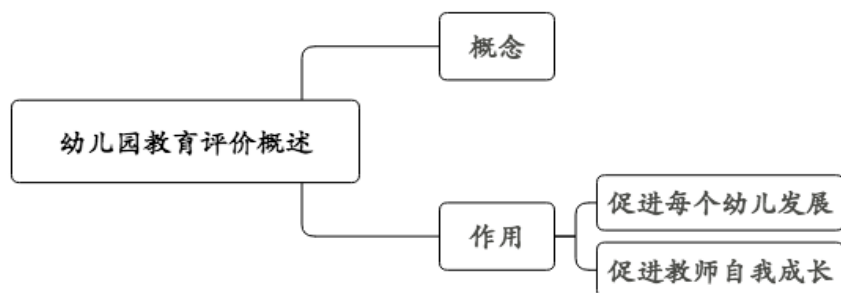 概念
幼儿园教育评价概述
作用
促进每个幼儿发展
促进教师自我成长